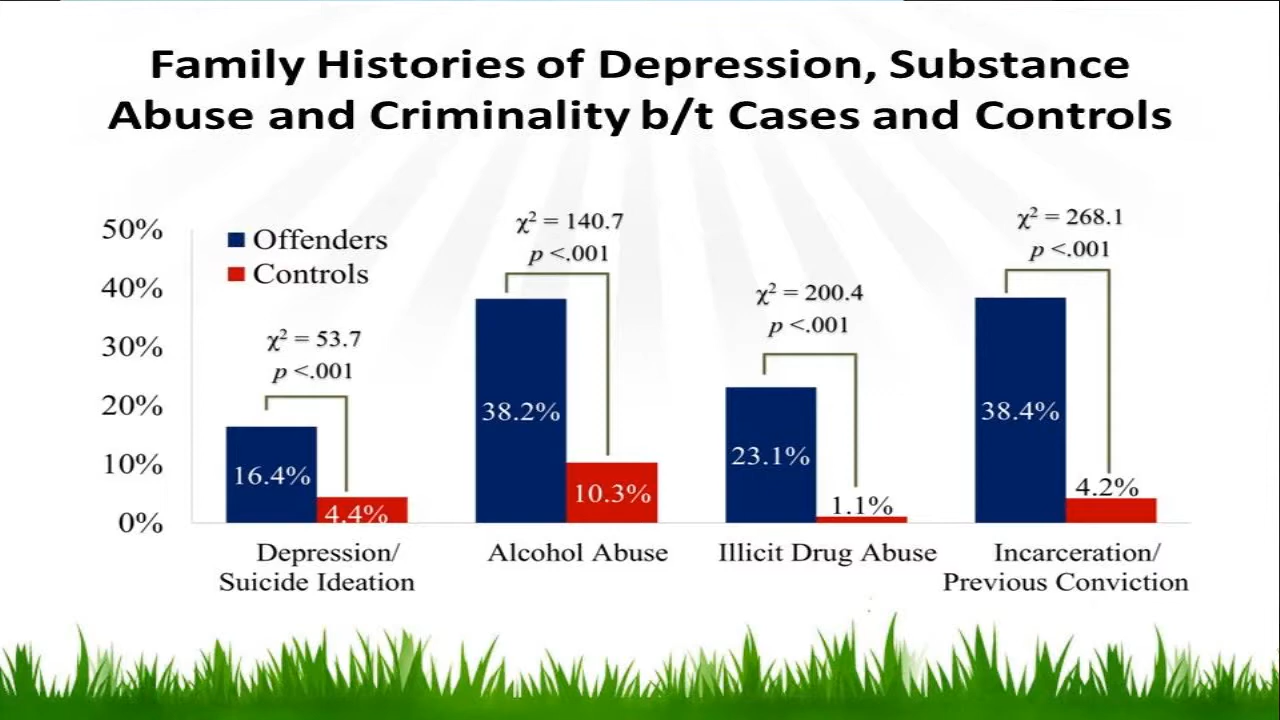 Family Histories of Depression, Substance
Abuse and Criminality b/t Cases and Controls
50%
40%
30%
20%
10%
0%
Offenders
Controls
χ² = 53.7
p <.001
16.4%
4.4%
χ² = 140.7
p <.001
38.2%
10.3%
χ² = 200.4
p <.001
23.1%
1.1%
χ² = 268.1
p <.001
38.4%
4.2%
Depression/
Suicide Ideation
Alcohol Abuse
Illicit Drug Abuse
Incarceration/
Previous Conviction